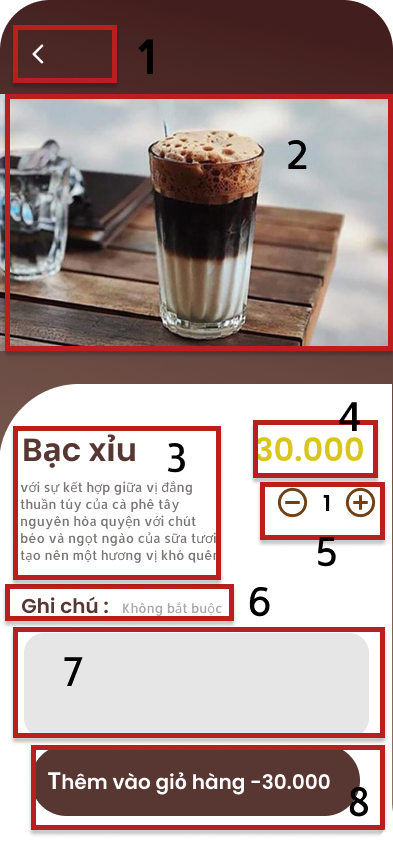 1
2
Bạc xỉu
3
4
30.000
với sự kết hợp giữa vị đắng
thuần túy của cà phê tây
nguyên hòa quyện với chút
béo và ngọt ngào của sữa tươi
tạo nên một hương vị khó quên
1
5
Ghi chú : Không bắt buộc
6
7
Thêm vào giỏ hàng -30.000
8